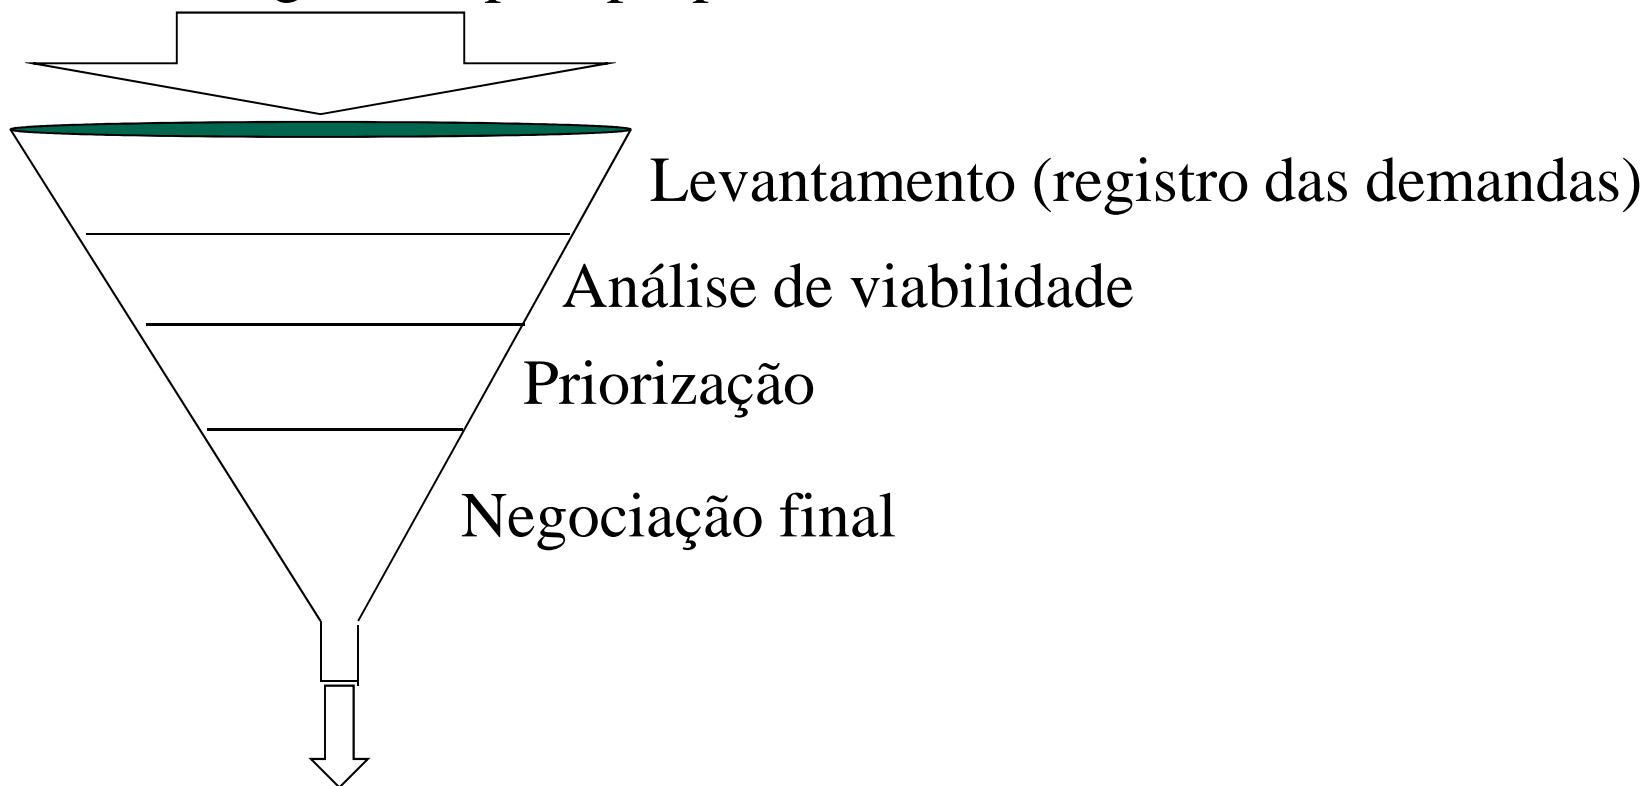 Levantamento (registro das demandas)
Análise de viabilidade
Priorização
Negociação final